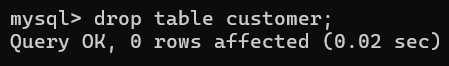 mysql> drop table customer;
Query OK, 0 rows affected (0.02 sec)